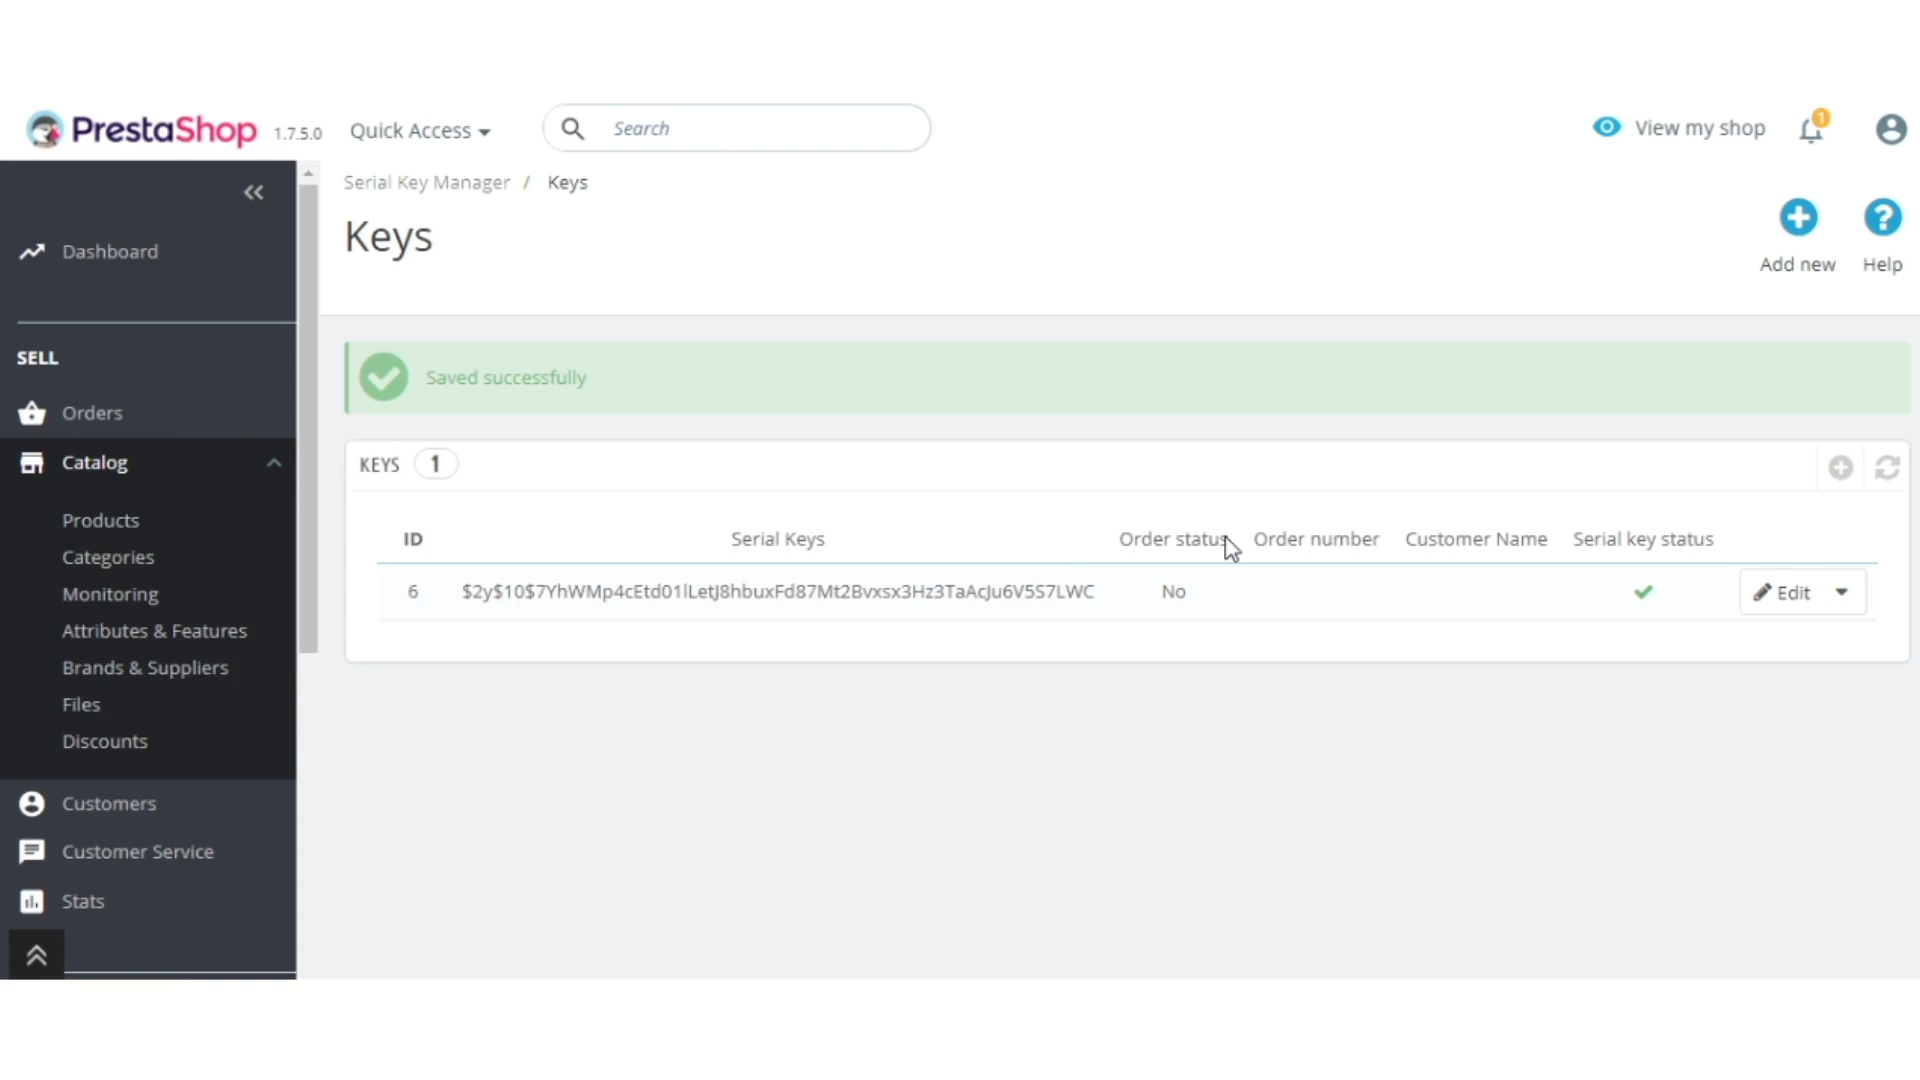 PrestaShop 1.7.5.0 Quick Access Search View my shop 1
Serial Key Manager / Keys
Keys
Add new Help
Dashboard
SELL
Orders
Catalog
Products
Categories
Monitoring
Attributes & Features
Brands & Suppliers
Files
Discounts
Customers
Customer Service
Stats
Saved successfully
KEYS 1
ID Serial Keys Order status Order number Customer Name Serial key status
6 $2y$10$7YhWMp4cEtd01lLetJ8hbuxFd87Mt2Bvxsx3Hz3TaAcJu6V5S7LWC No Edit